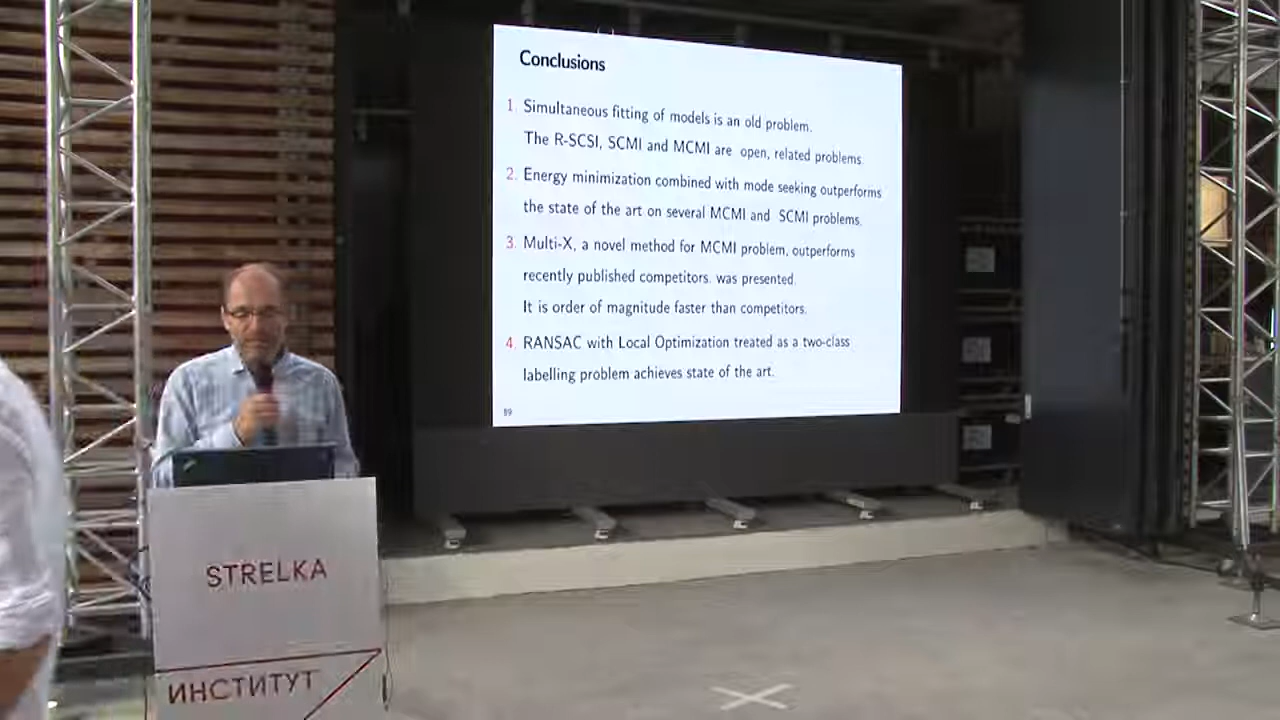 Conclusions
1. Simultaneous fitting of models is an old problem.
The R-SCSI, SCMI and MCMI are open, related problems.
2. Energy minimization combined with mode seeking outperforms
the state of the art on several MCMI and SCMI problems.
3. Multi-X, a novel method for MCMI problem, outperforms
recently published competitors. was presented.
It is order of magnitude faster than competitors.
4. RANSAC with Local Optimization treated as a two-class
labelling problem achieves state of the art.
89
STRELKA
ИНСТИТУТ